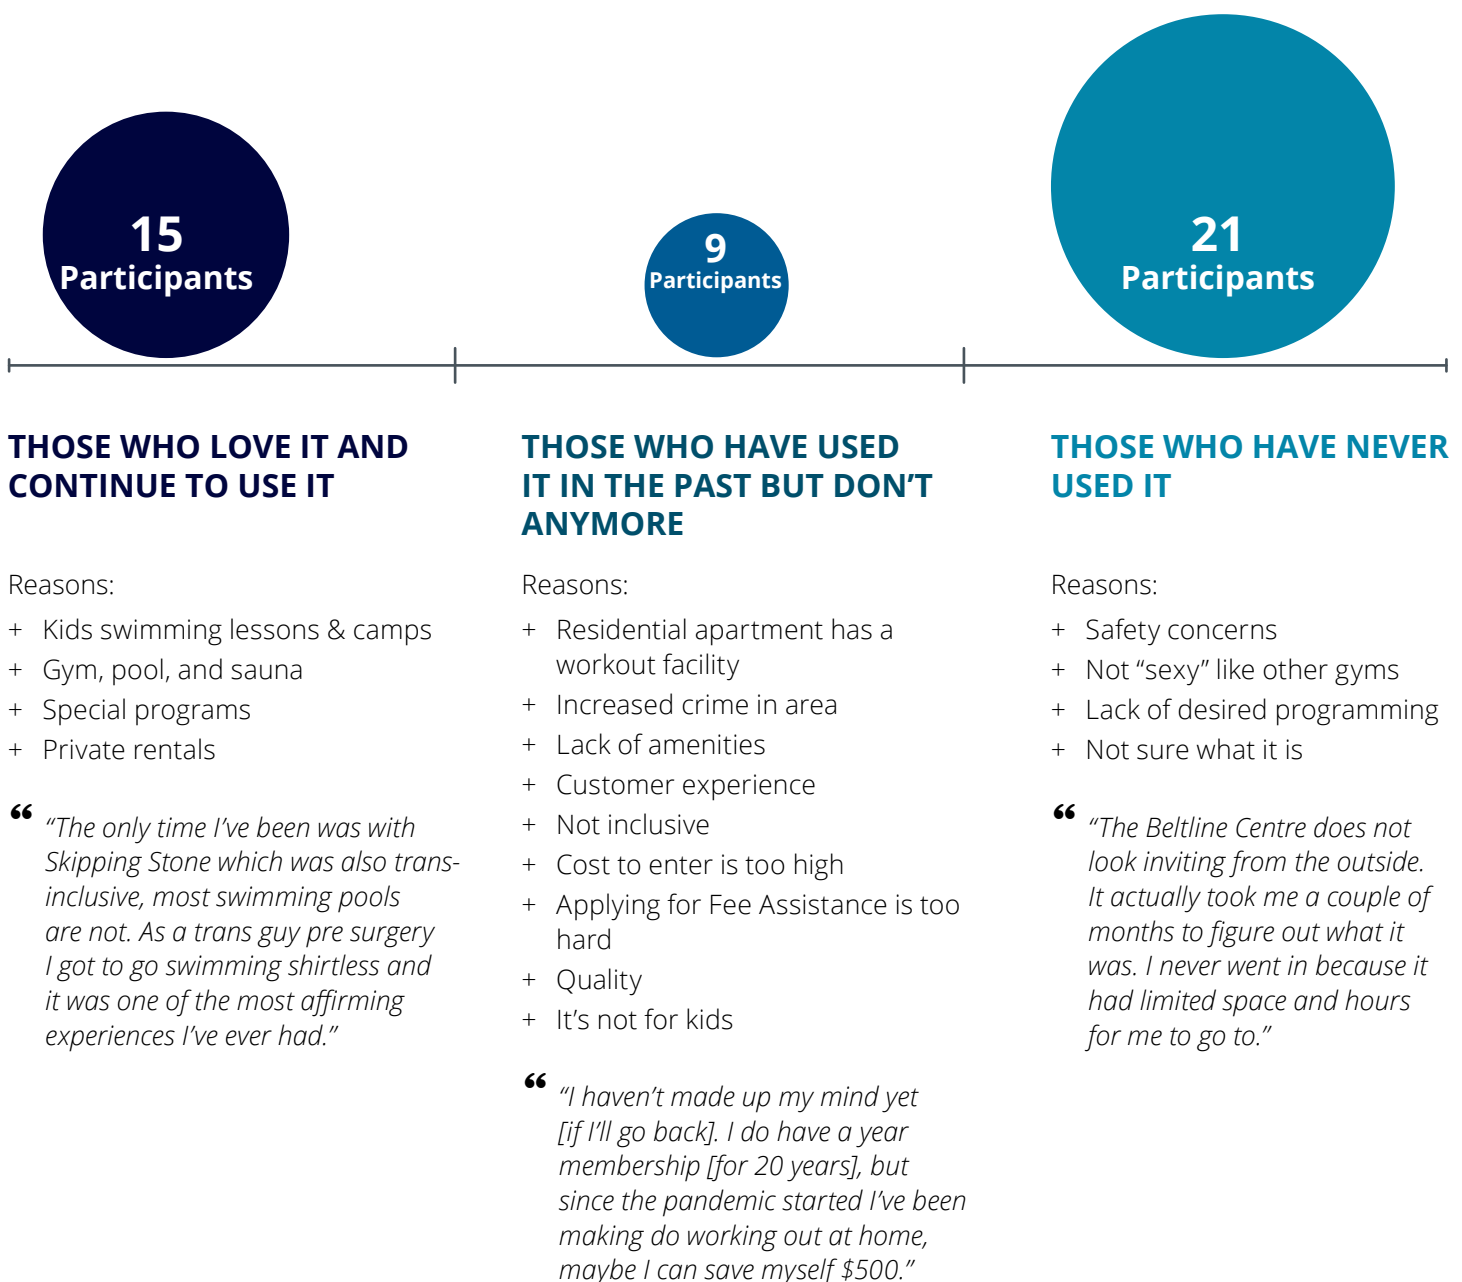 15
Participants
9
Participants
21
Participants
THOSE WHO LOVE IT AND
CONTINUE TO USE IT
Reasons:
+ Kids swimming lessons & camps
+ Gym, pool, and sauna
+ Special programs
+ Private rentals
“
“The only time I’ve been was with
Skipping Stone which was also trans-
inclusive, most swimming pools
are not. As a trans guy pre surgery
I got to go swimming shirtless and
it was one of the most affirming
experiences I’ve ever had.”
THOSE WHO HAVE USED
IT IN THE PAST BUT DON’T
ANYMORE
Reasons:
+ Residential apartment has a
workout facility
+ Increased crime in area
+ Lack of amenities
+ Customer experience
+ Not inclusive
+ Cost to enter is too high
+ Applying for Fee Assistance is too
hard
+ Quality
+ It’s not for kids
“
“I haven’t made up my mind yet
[if I’ll go back]. I do have a year
membership [for 20 years], but
since the pandemic started I’ve been
making do working out at home,
maybe I can save myself $500.”
THOSE WHO HAVE NEVER
USED IT
Reasons:
+ Safety concerns
+ Not “sexy” like other gyms
+ Lack of desired programming
+ Not sure what it is
“
“The Beltline Centre does not
look inviting from the outside.
It actually took me a couple of
months to figure out what it
was. I never went in because it
had limited space and hours
for me to go to.”